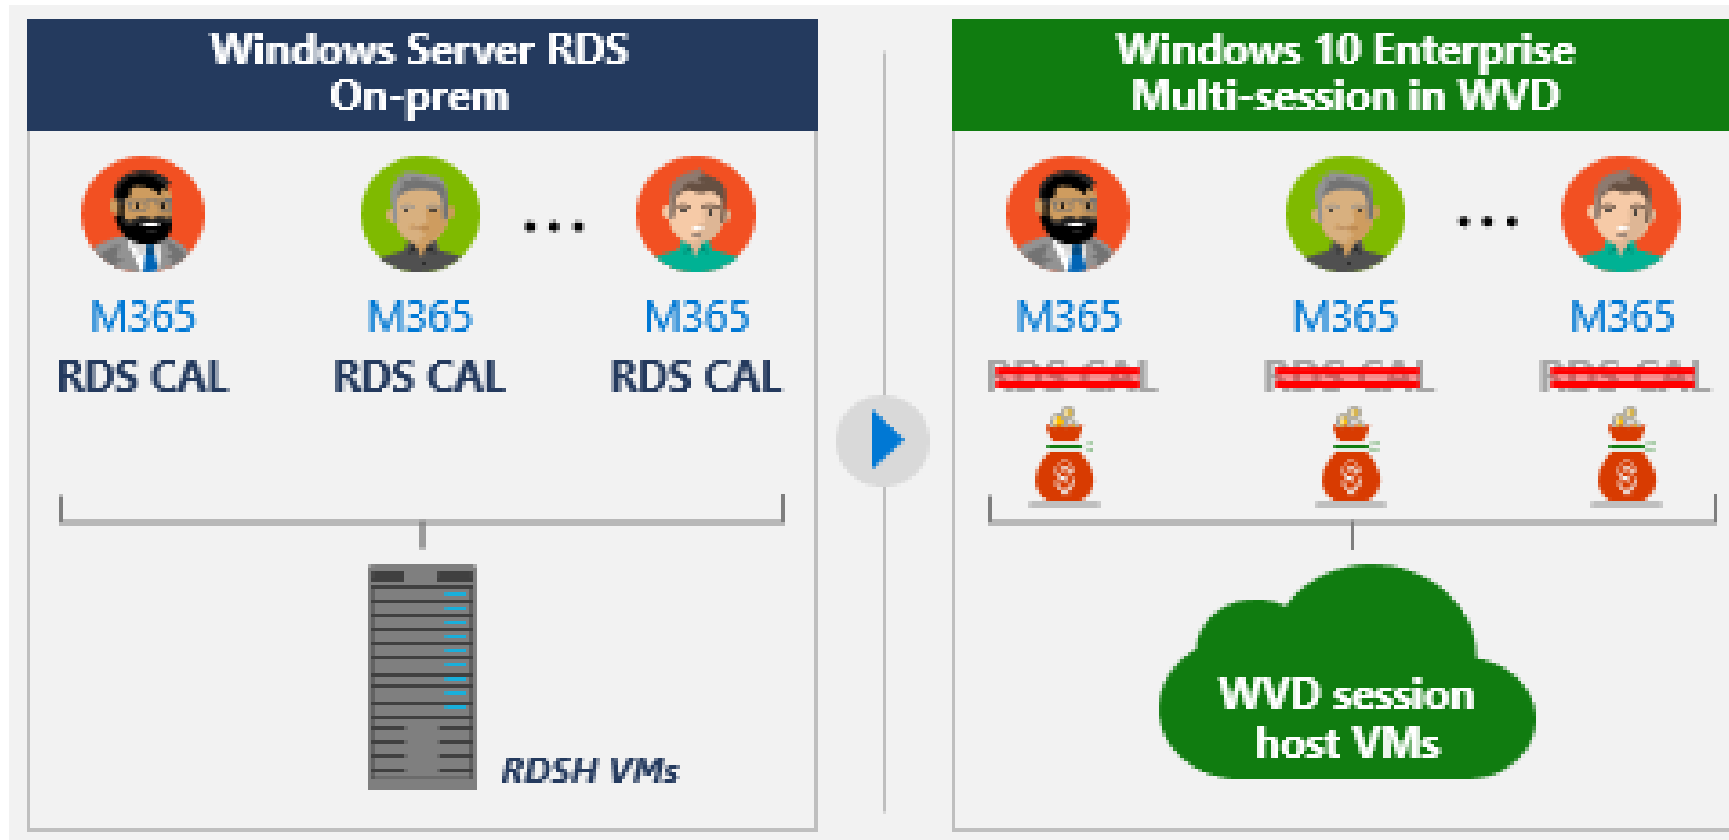 Windows Server RDS
On-prem
M365 M365 M365
RDS CAL RDS CAL RDS CAL
RDSH VMs
Windows 10 Enterprise
Multi-session in WVD
M365 M365 M365
RDS CAL RDS CAL RDS CAL
WVD session
host VMs